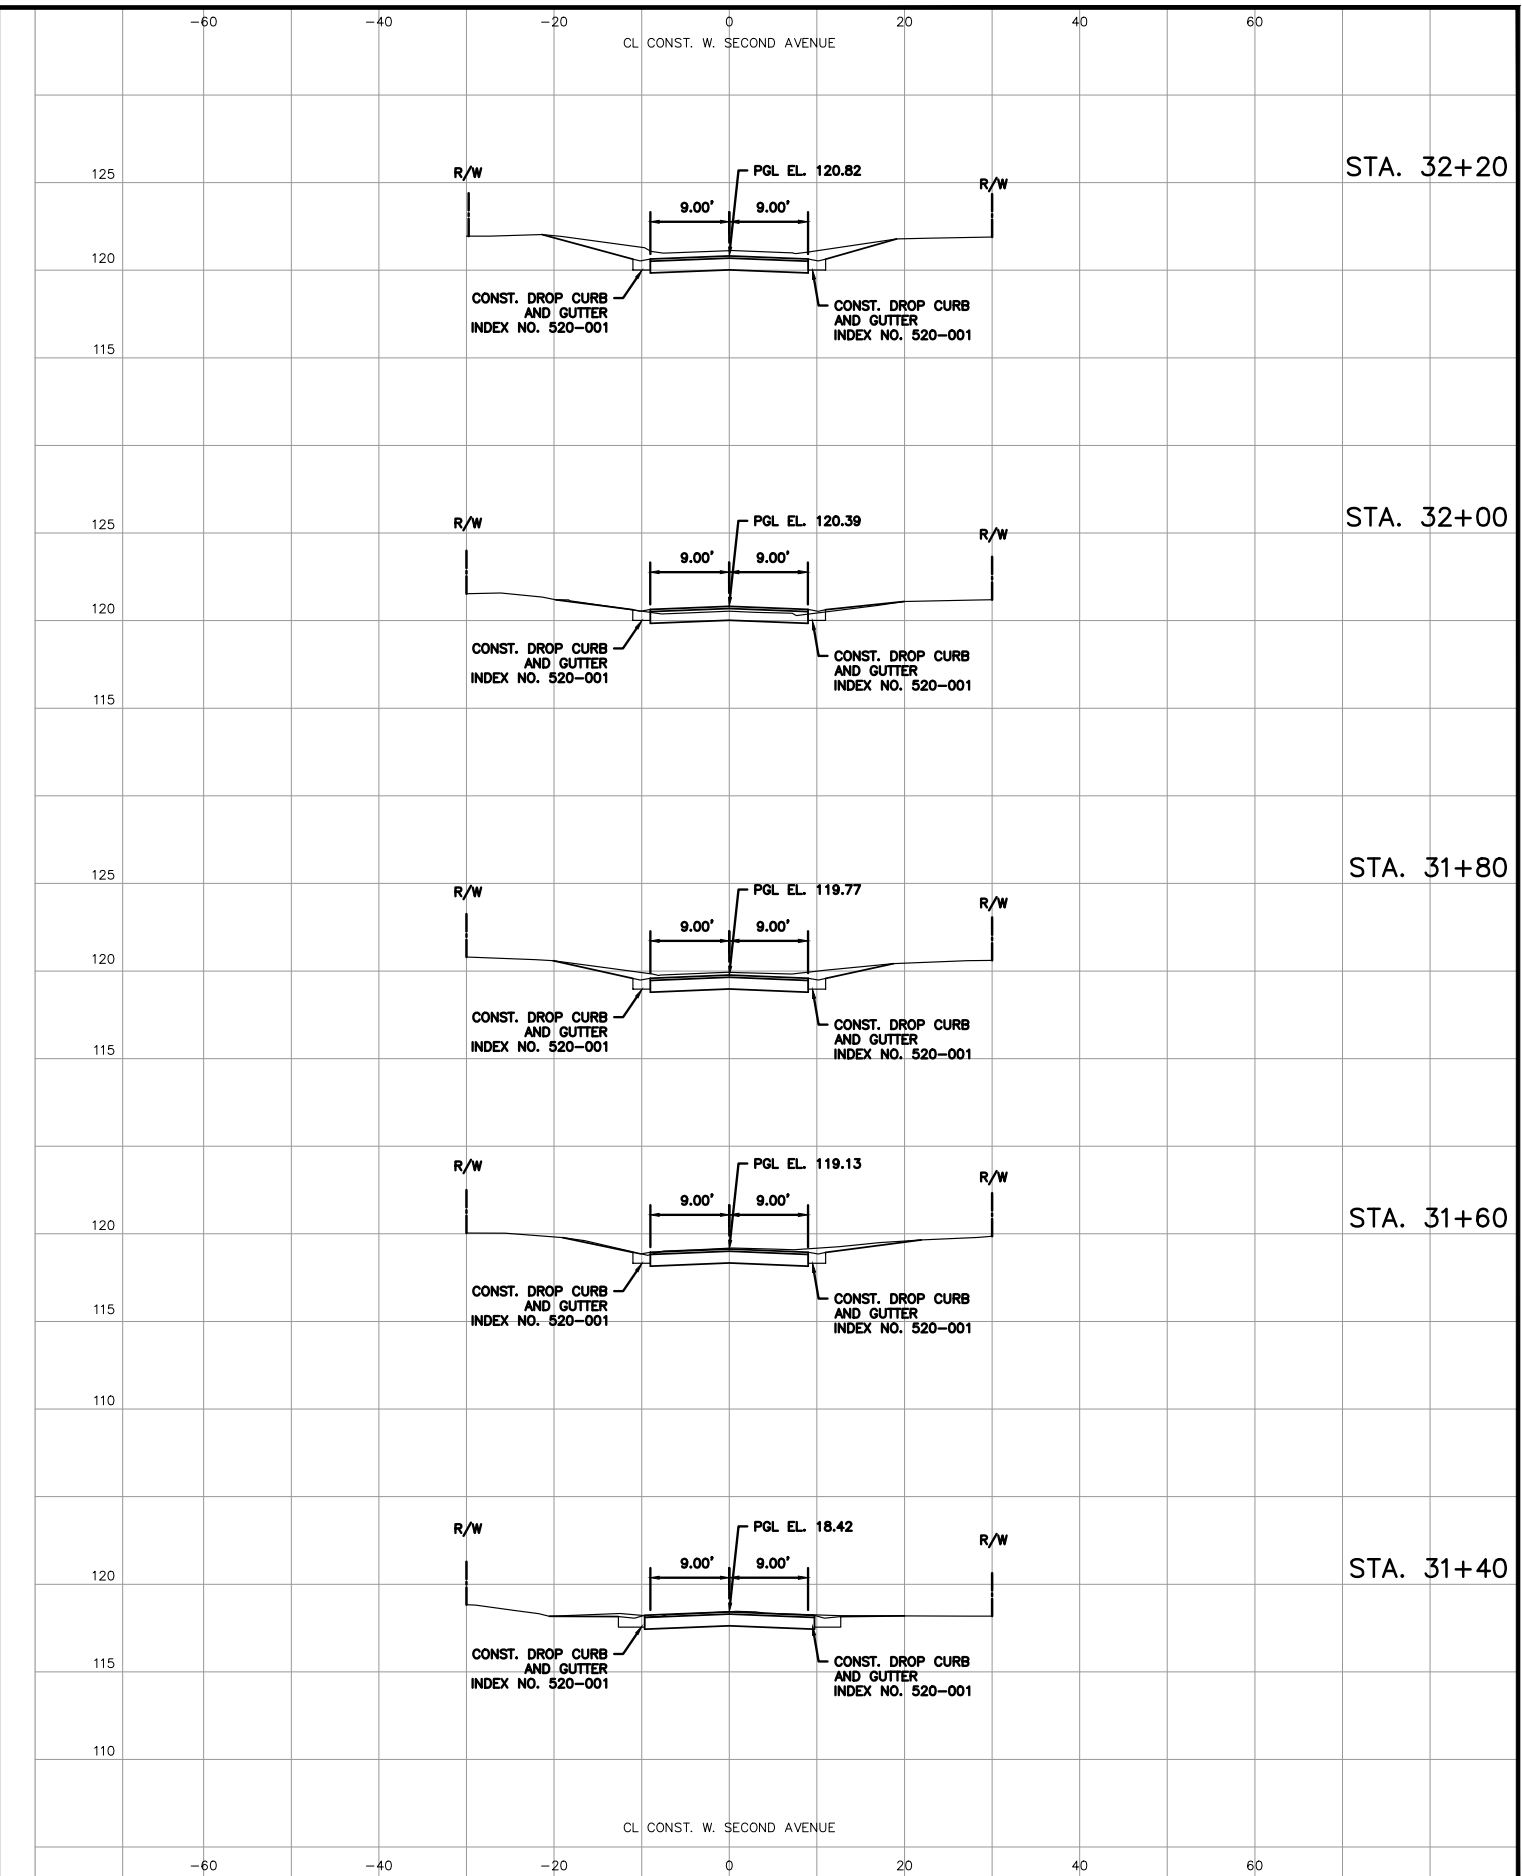 -60 -40 -20 0 20 40 60
CL CONST. W. SECOND AVENUE
STA. 32+20
125
R/W
PGL EL. 120.82
R/W
9.00' 9.00'
120
CONST. DROP CURB
AND GUTTER
INDEX NO. 520-001
CONST. DROP CURB
AND GUTTER
INDEX NO. 520-001
115
STA. 32+00
125
R/W
PGL EL. 120.39
R/W
9.00' 9.00'
120
CONST. DROP CURB
AND GUTTER
INDEX NO. 520-001
CONST. DROP CURB
AND GUTTER
INDEX NO. 520-001
115
STA. 31+80
125
R/W
PGL EL. 119.77
R/W
9.00' 9.00'
120
CONST. DROP CURB
AND GUTTER
INDEX NO. 520-001
CONST. DROP CURB
AND GUTTER
INDEX NO. 520-001
115
R/W
PGL EL. 119.13
R/W
9.00' 9.00'
STA. 31+60
120
CONST. DROP CURB
AND GUTTER
INDEX NO. 520-001
CONST. DROP CURB
AND GUTTER
INDEX NO. 520-001
115
110
R/W
PGL EL. 18.42
R/W
9.00' 9.00'
STA. 31+40
120
CONST. DROP CURB
AND GUTTER
INDEX NO. 520-001
CONST. DROP CURB
AND GUTTER
INDEX NO. 520-001
115
110
CL CONST. W. SECOND AVENUE
-60 -40 -20 0 20 40 60